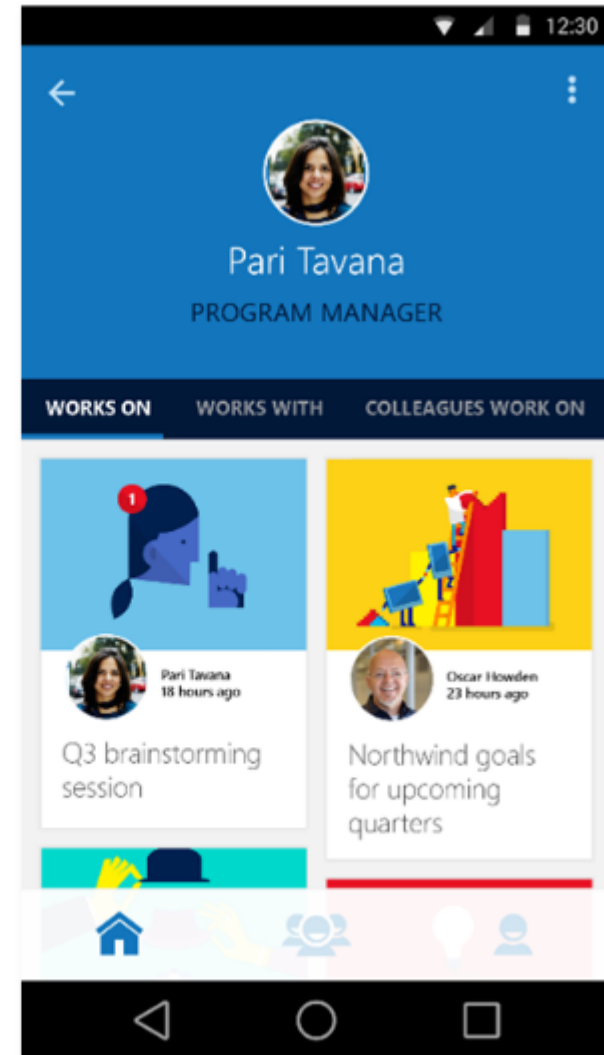 12:30
Pari Tavana
PROGRAM MANAGER
WORKS ON WORKS WITH COLLEAGUES WORK ON
1
Pari Tavana
18 hours ago
Q3 brainstorming
session
Oscar Howden
23 hours ago
Northwind goals
for upcoming
quarters